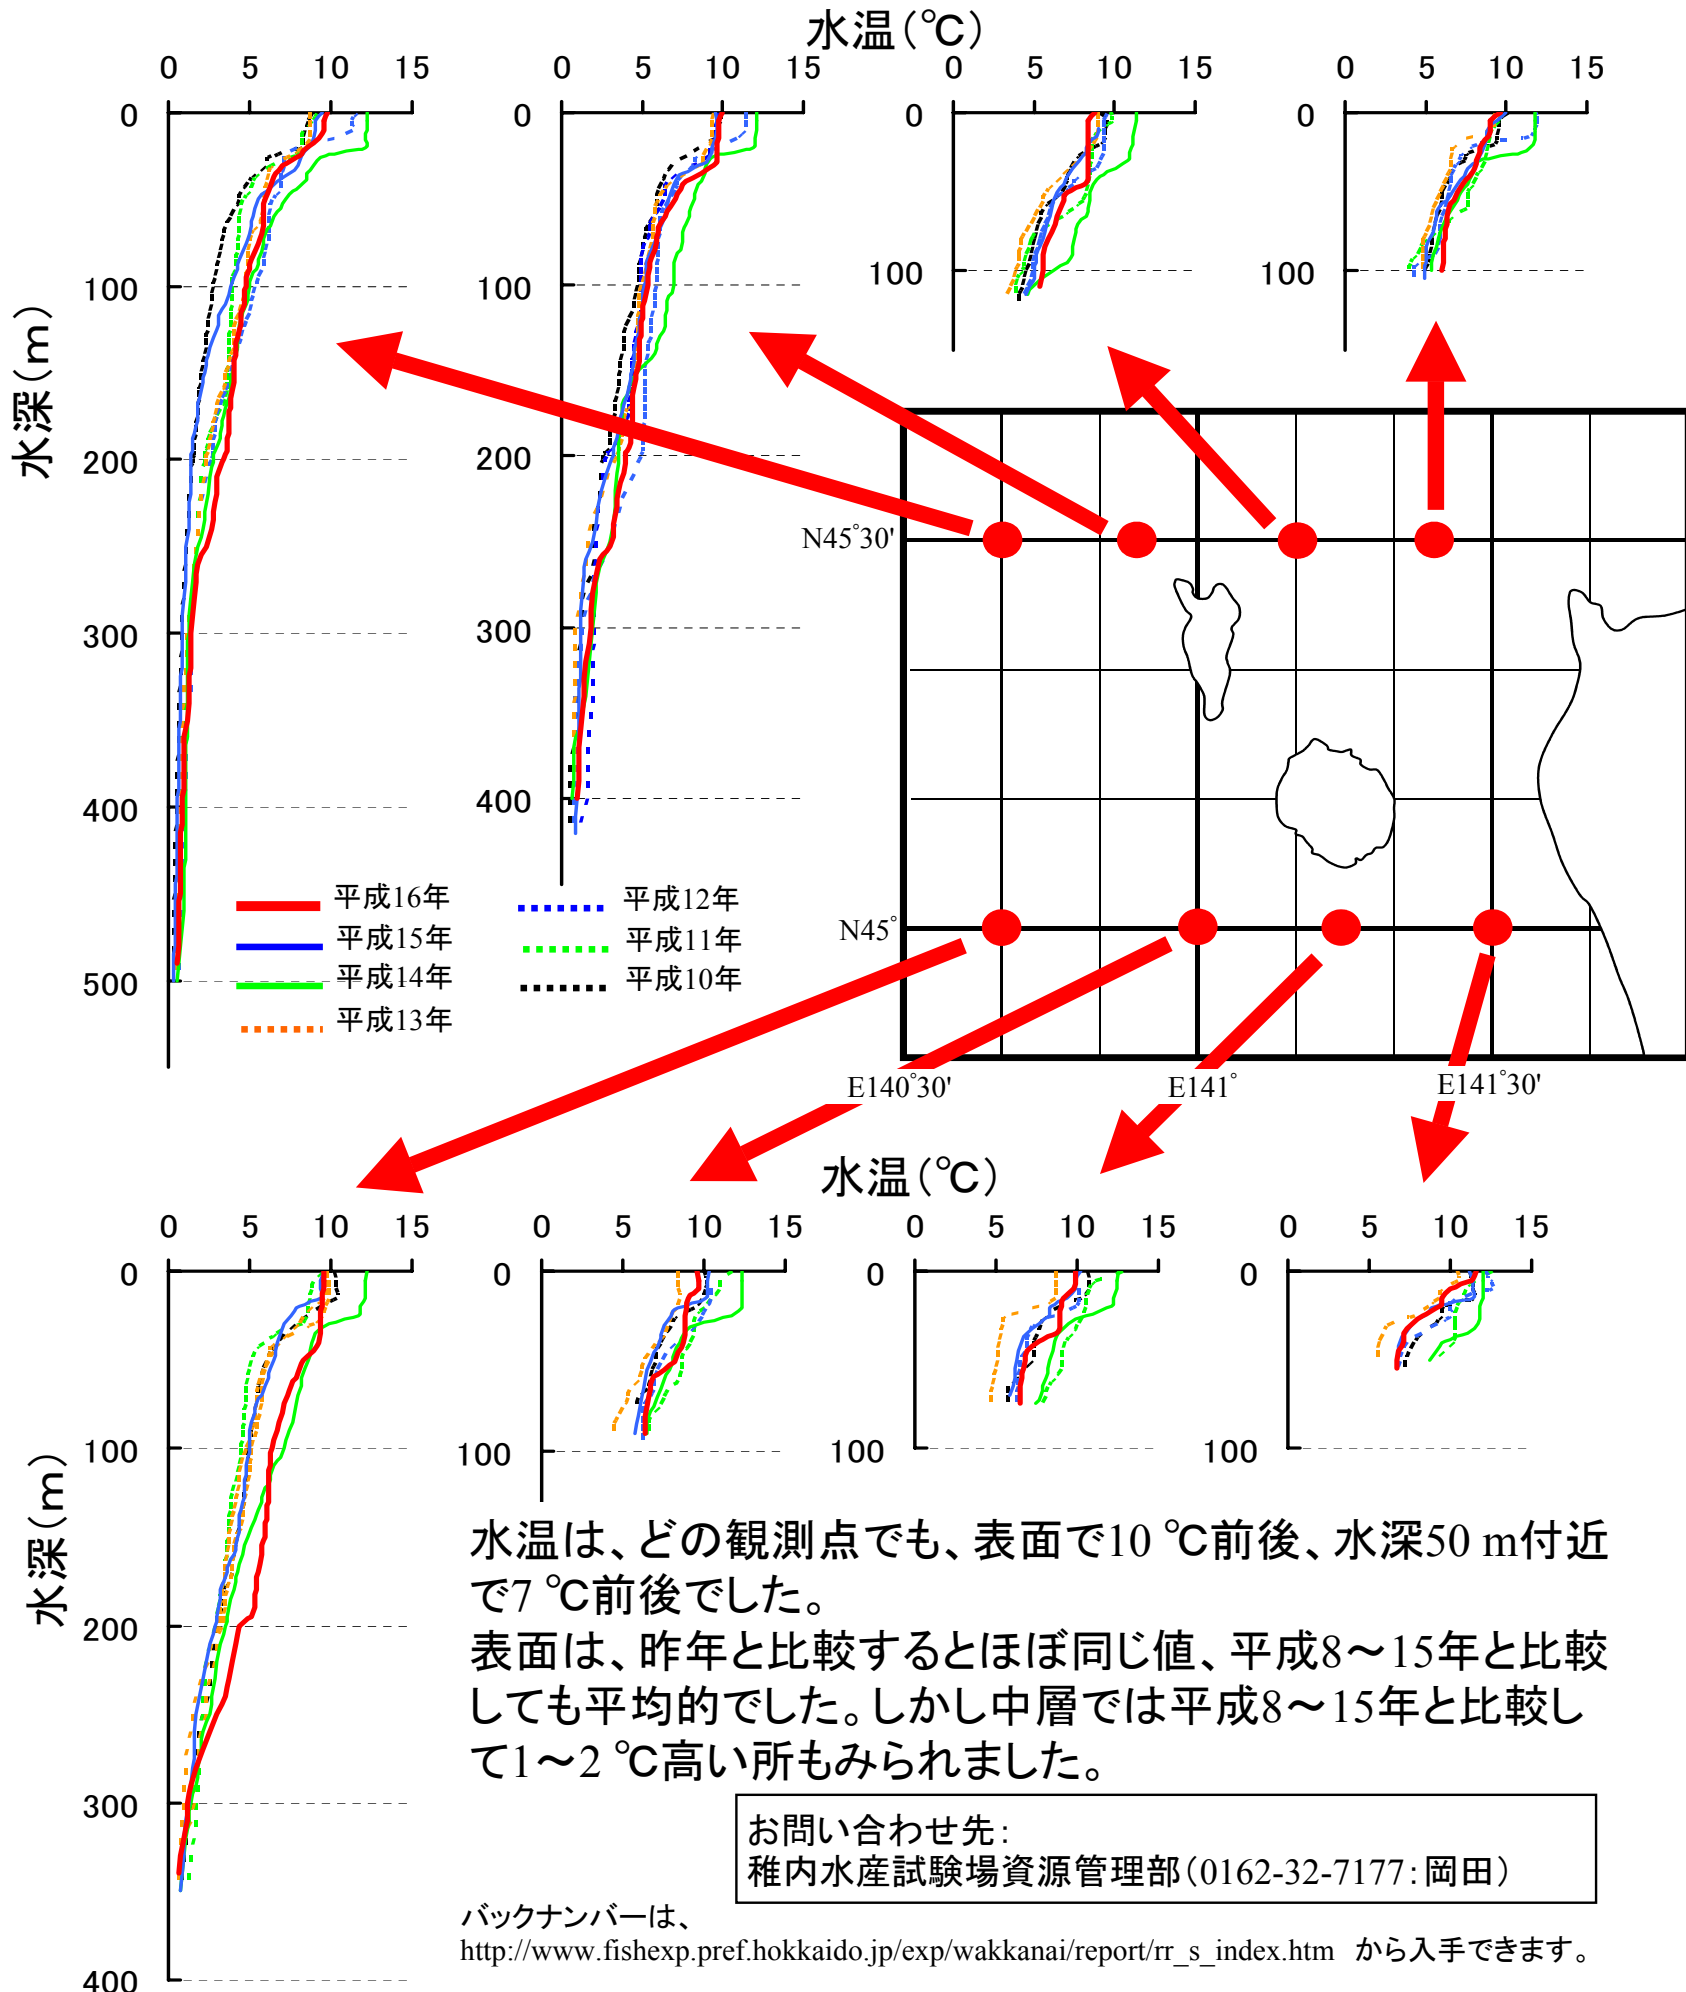 水温(℃)
0 5 10 15
0 5 10 15
0 5 10 15
0 5 10 15
0
100
200
300
400
500
0
100
200
300
400
0
100
0
100
水深(m)
N45°30'
N45°
E140°30'
E141°
E141°30'
平成16年
平成15年
平成14年
平成13年
平成12年
平成11年
平成10年
水温(℃)
0 5 10 15
0 5 10 15
0 5 10 15
0 5 10 15
0
100
200
300
400
0
100
0
100
0
100
水深(m)
水温は、どの観測点でも、表面で10 ℃前後、水深50 m付近
で7 ℃前後でした。
表面は、昨年と比較するとほぼ同じ値、平成8～15年と比較
しても平均的でした。しかし中層では平成8～15年と比較し
て1～2 ℃高い所もみられました。
お問い合わせ先:
稚内水産試験場資源管理部(0162-32-7177:岡田)
バックナンバーは、
http://www.fishexp.pref.hokkaido.jp/exp/wakkanai/report/rr_s_index.htm から入手できます。